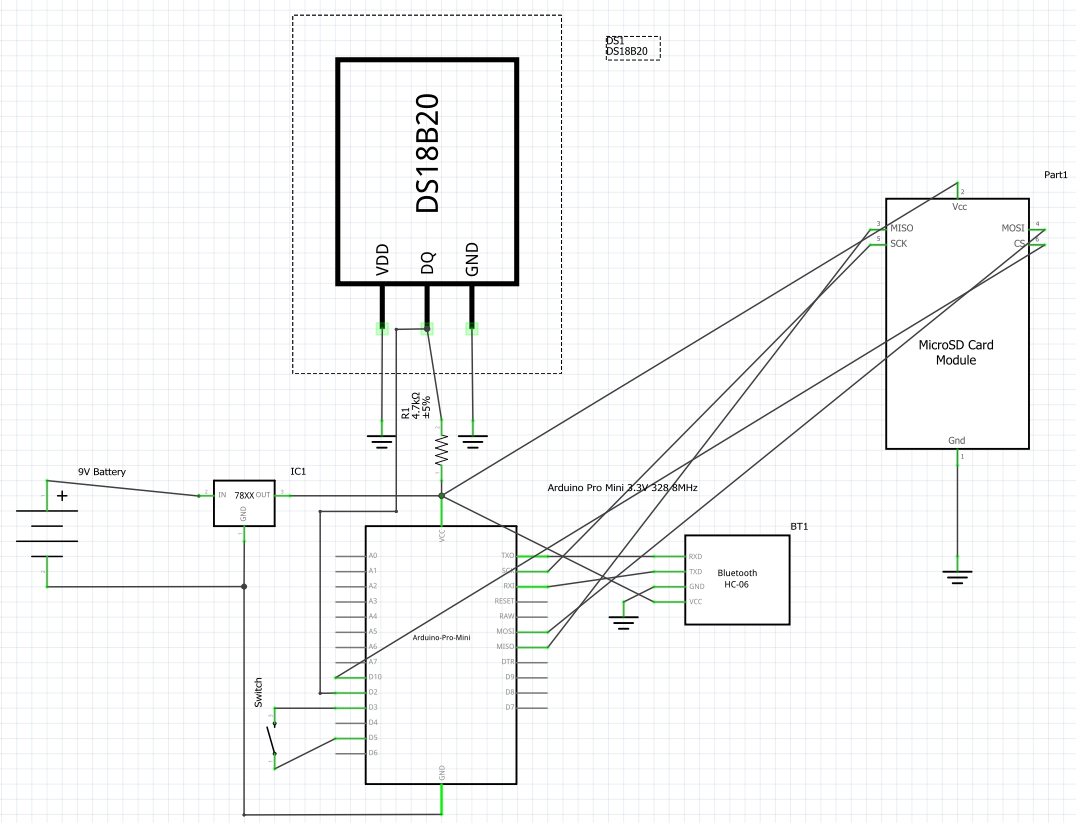 DS1
DS18B20
DS18B20
VDD
DQ
GND
Part1
2
Vcc
3
MISO
MOSI
4
5
SCK
CS
MicroSD Card
Module
Gnd
1
R1
4.7kΩ
±5%
9V Battery
+
IC1
IN
78XX
OUT
GND
Arduino Pro Mini 3.3V 328 8Mhz
BT1
VCC
A0
TXO
A1
SCK
A2
RXI
A3
RESET
A4
RAW
A5
MOSI
A6
MISO
A7
DTR
D10
D9
D2
D8
D3
D7
D4
D5
D6
Arduino-Pro-Mini
GND
RXD
TXD
GND
VCC
Bluetooth
HC-06
Switch